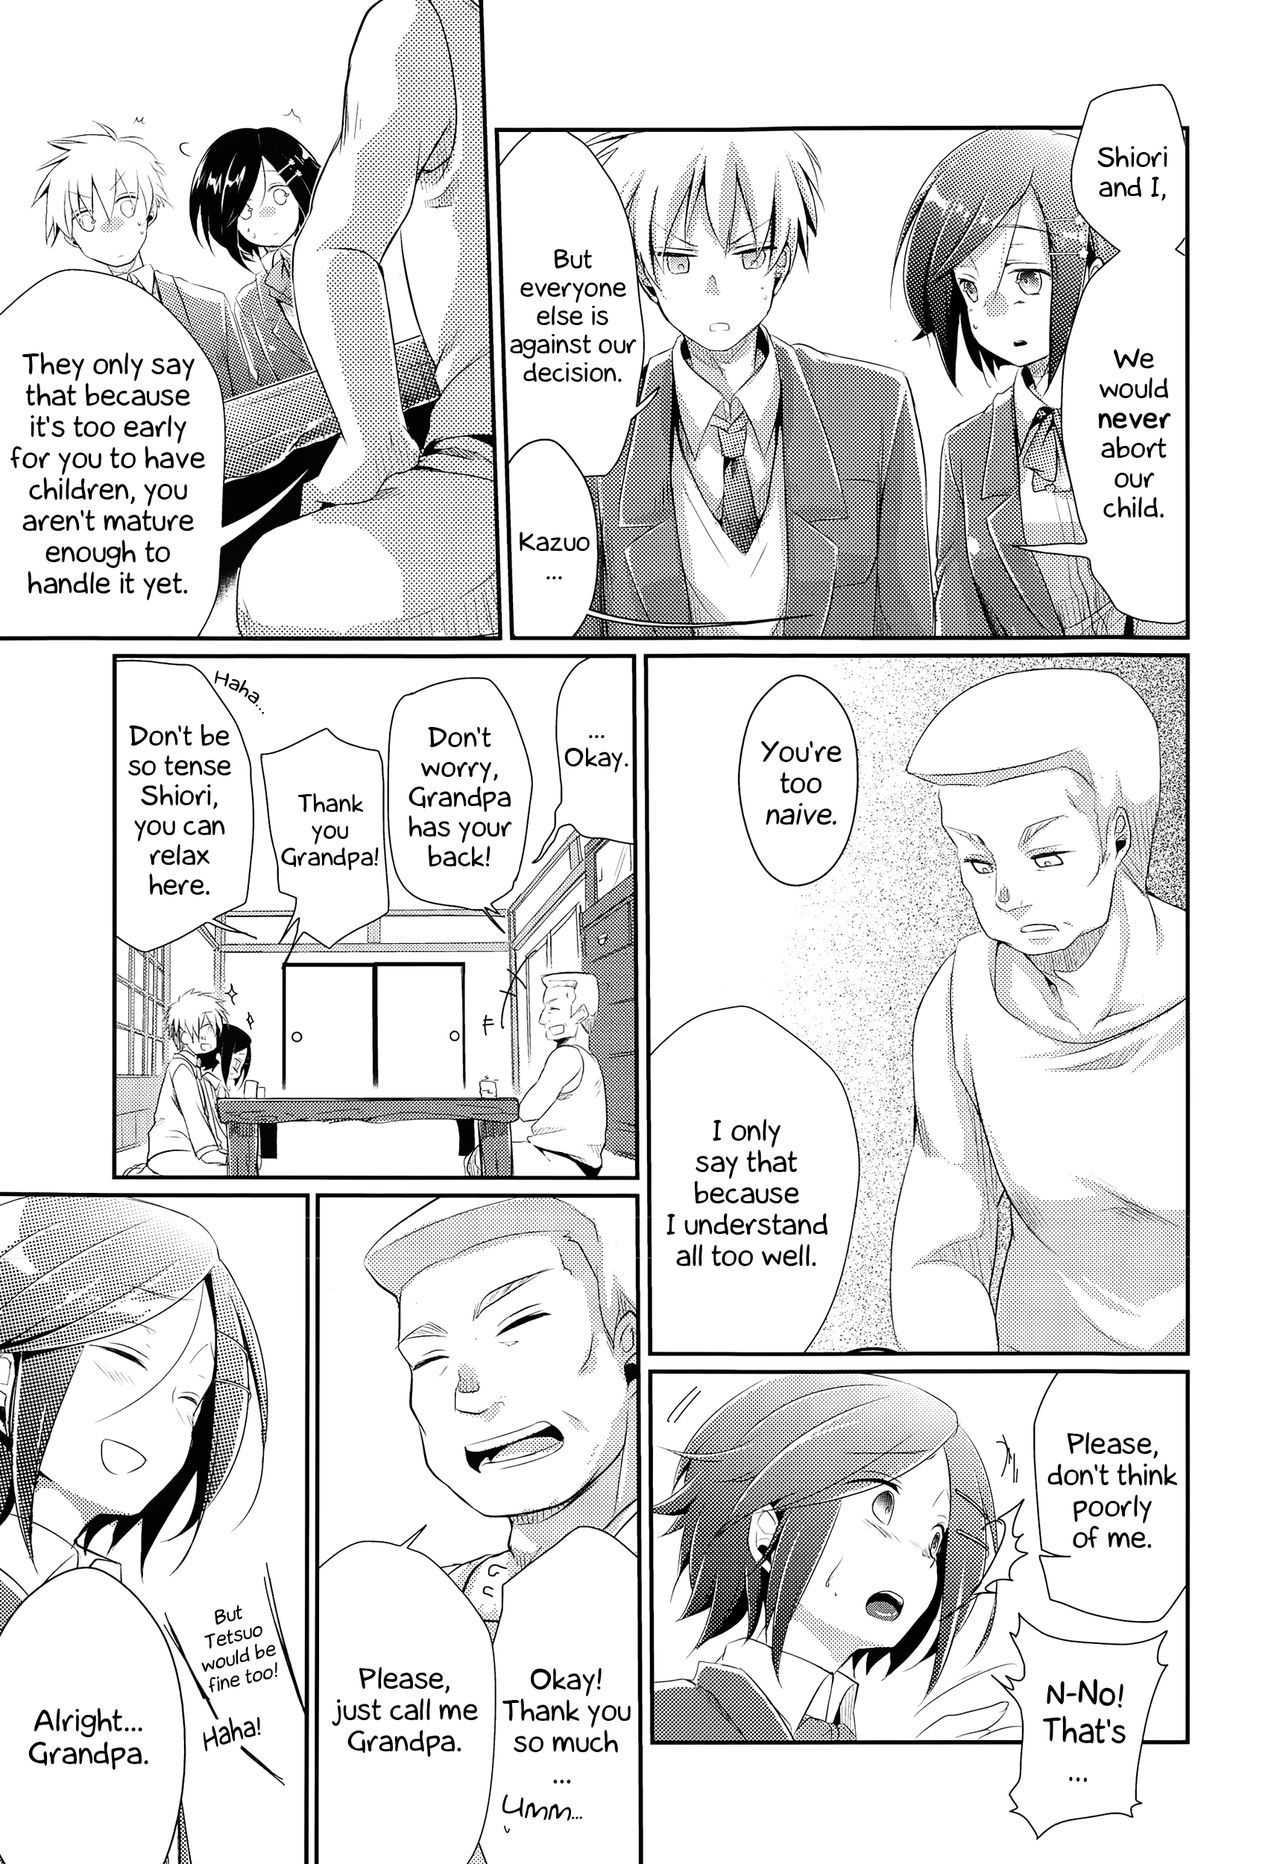 Shiori
and I,
We
would
never
abort
our
child.
But
everyone
else is
against our
decision.
Kazuo
...
They only say
that because
it's too early
for you to have
children, you
aren't mature
enough to
handle it yet.
You're
too
naive.
I only
say that
because
I understand
all too well.
...
Okay.
Don't
worry,
Grandpa
has your
back!
Thank
you
Grandpa!
Haha...
Don't be
so tense
Shiori,
you can
relax
here.
Please,
don't think
poorly
of me.
N-No!
That's
...
Okay!
Thank you
so much
...
Umm...
Please,
just call me
Grandpa.
But
Tetsuo
would be
fine too!
Haha!
Alright...
Grandpa.